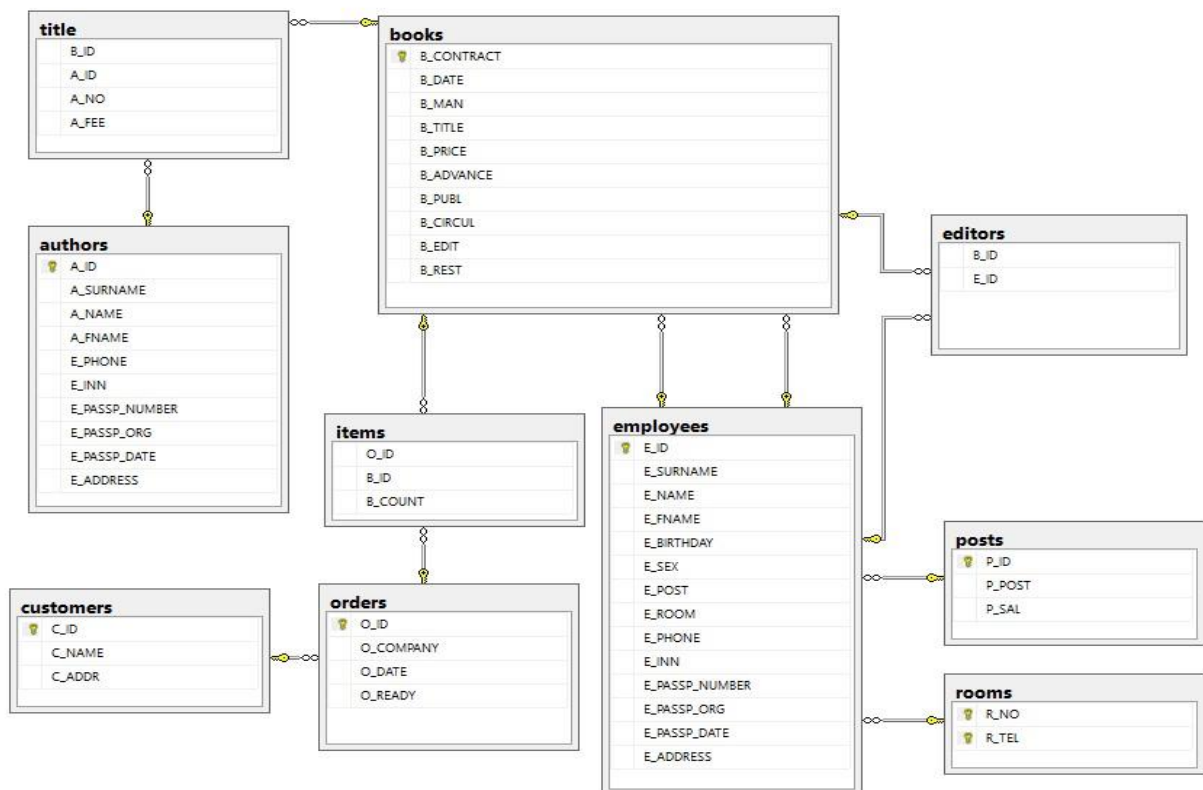 title
B_ID
A_ID
A_NO
A_FEE
books
B_CONTRACT
B_DATE
B_MAN
B_TITLE
B_PRICE
B_ADVANCE
B_PUBL
B_CIRCUL
B_EDIT
B_REST
editors
B_ID
E_ID
authors
A_ID
A_SURNAME
A_NAME
A_FNAME
E_PHONE
E_INN
E_PASSP_NUMBER
E_PASSP_ORG
E_PASSP_DATE
E_ADDRESS
items
O_ID
B_ID
B_COUNT
employees
E_ID
E_SURNAME
E_NAME
E_FNAME
E_BIRTHDAY
E_SEX
E_POST
E_ROOM
E_PHONE
E_INN
E_PASSP_NUMBER
E_PASSP_ORG
E_PASSP_DATE
E_ADDRESS
posts
P_ID
P_POST
P_SAL
customers
C_ID
C_NAME
C_ADDR
orders
O_ID
O_COMPANY
O_DATE
O_READY
rooms
R_NO
R_TEL